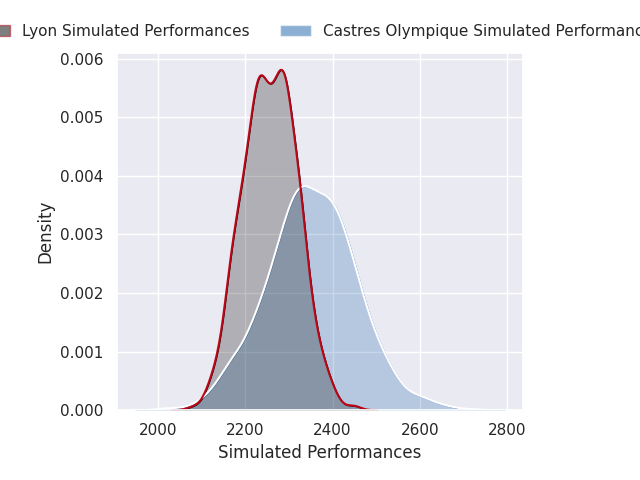 Lyon Simulated Performances
Castres Olympique Simulated
0.006
0.005
0.004
0.003
0.002
0.001
0.000
Density
2000 2200 2400 2600 2800
Simulated Performances